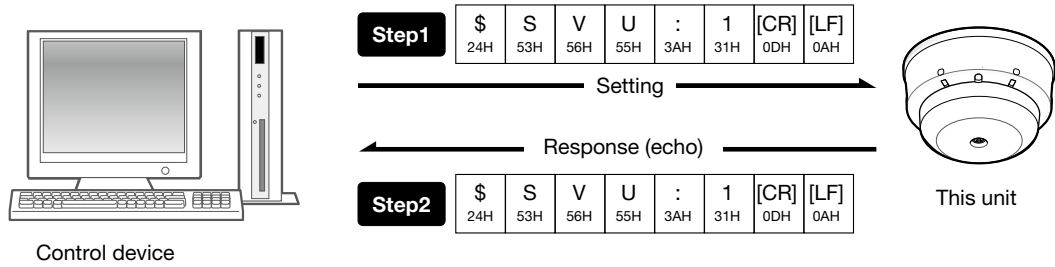 Step1 $ S V U : 1 [CR] [LF]
24H 53H 56H 55H 3AH 31H 0DH 0AH
Setting
Response (echo)
Step2 $ S V U : 1 [CR] [LF]
24H 53H 56H 55H 3AH 31H 0DH 0AH
This unit
Control device